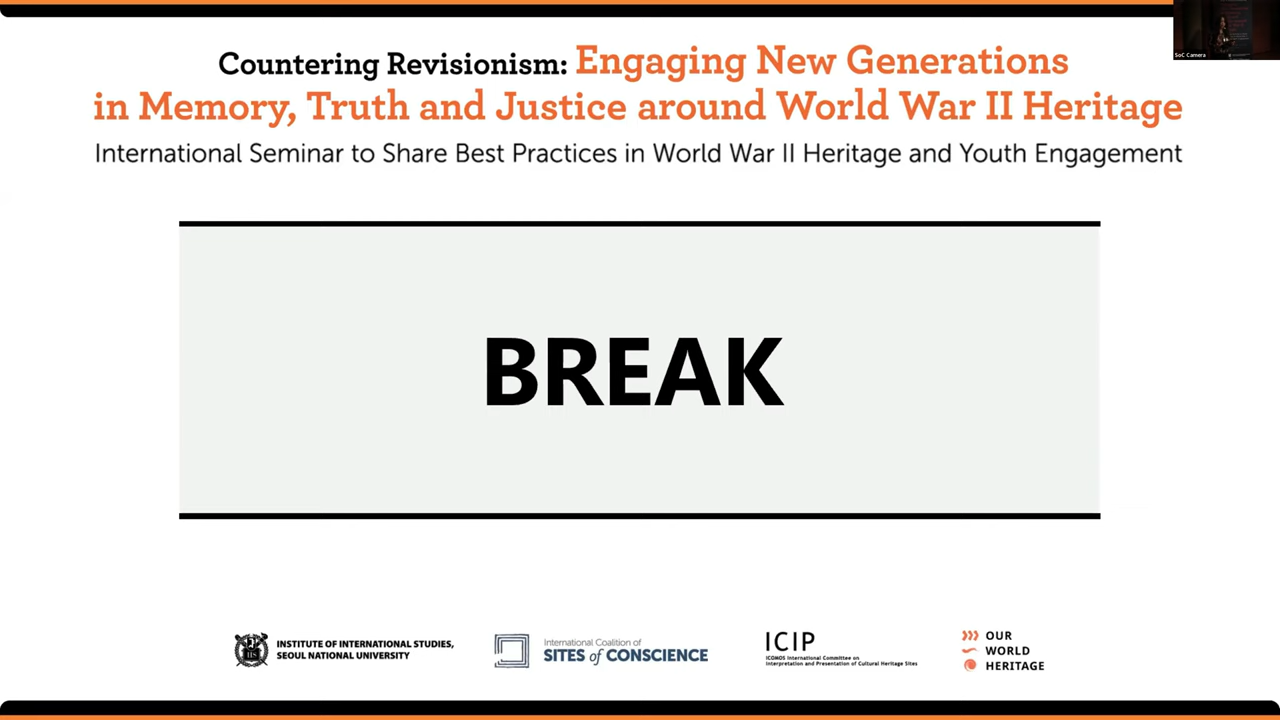 Countering Revisionism: Engaging New Generations
in Memory, Truth and Justice around World War II Heritage
International Seminar to Share Best Practices in World War II Heritage and Youth Engagement
SoC Camera
BREAK
INSTITUTE OF INTERNATIONAL STUDIES,
SEOUL NATIONAL UNIVERSITY
International Coalition of
SITES of CONSCIENCE
ICIP
ICOMOS International Committee on
Interpretation and Presentation of Cultural Heritage Sites
OUR
WORLD
HERITAGE